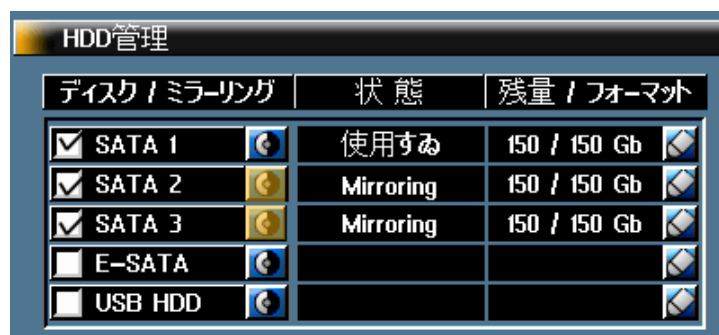 HDD管理
ディスク / ミラーリング 状態 残量 / フォーマット
SATA 1 使用すゐ 150 / 150 Gb
SATA 2 Mirroring 150 / 150 Gb
SATA 3 Mirroring 150 / 150 Gb
E-SATA
USB HDD